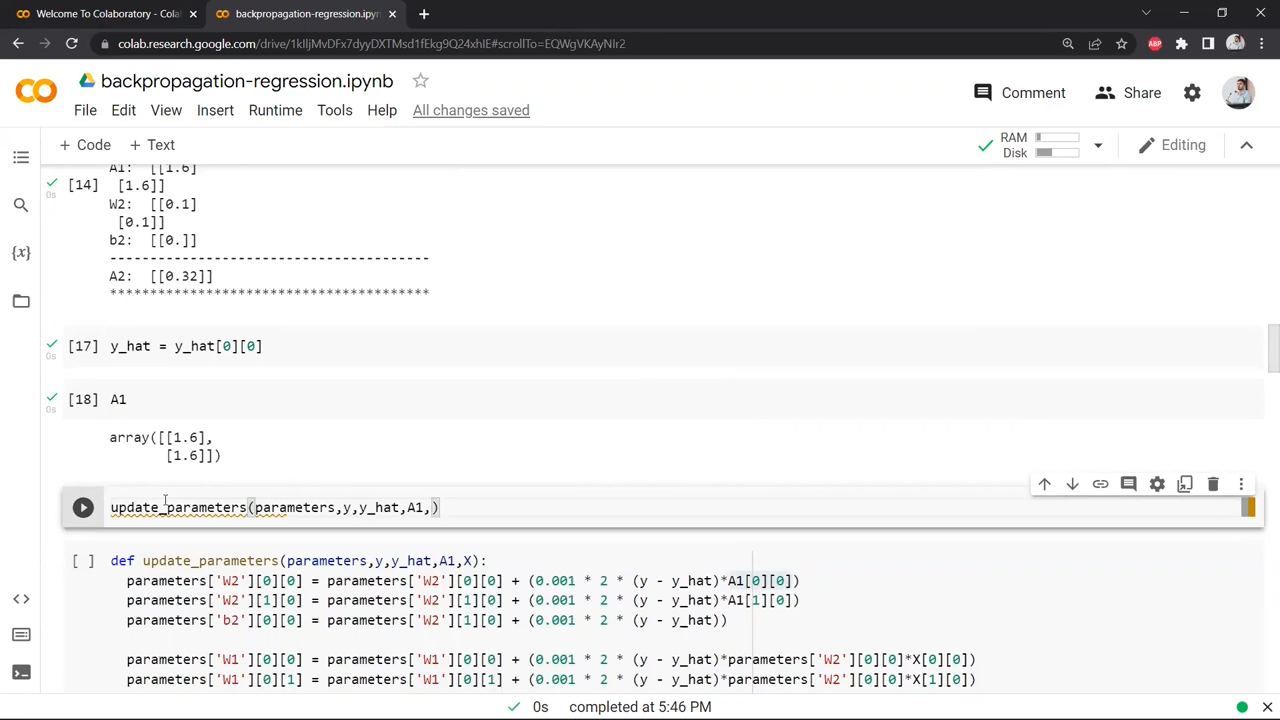 Welcome To Colaboratory - Colab
backpropagation-regression.ipyn
colab.research.google.com/drive/1kIljMvDFx7dyyDXTMsd1fEkg9Q24xhIE#scrollTo=EQWgVKAyNIr2
ABP
backpropagation-regression.ipynb
File Edit View Insert Runtime Tools Help All changes saved
Comment Share
+ Code + Text
RAM
Disk
Editing
A1: [[1.6]
[14] [1.6]]
0s
W2: [[0.1]
[0.1]]
b2: [[0.]]
----------------------------------------
A2: [[0.32]]
****************************************
[17] y_hat = y_hat[0][0]
0s
[18] A1
0s
array([[1.6],
[1.6]])
update_parameters(parameters,y,y_hat,A1,)
[ ] def update_parameters(parameters,y,y_hat,A1,X):
parameters['W2'][0][0] = parameters['W2'][0][0] + (0.001 * 2 * (y - y_hat)*A1[0][0])
parameters['W2'][1][0] = parameters['W2'][1][0] + (0.001 * 2 * (y - y_hat)*A1[1][0])
parameters['b2'][0][0] = parameters['W2'][1][0] + (0.001 * 2 * (y - y_hat))
parameters['W1'][0][0] = parameters['W1'][0][0] + (0.001 * 2 * (y - y_hat)*parameters['W2'][0][0]*X[0][0])
parameters['W1'][0][1] = parameters['W1'][0][1] + (0.001 * 2 * (y - y_hat)*parameters['W2'][0][0]*X[1][0])
0s completed at 5:46 PM